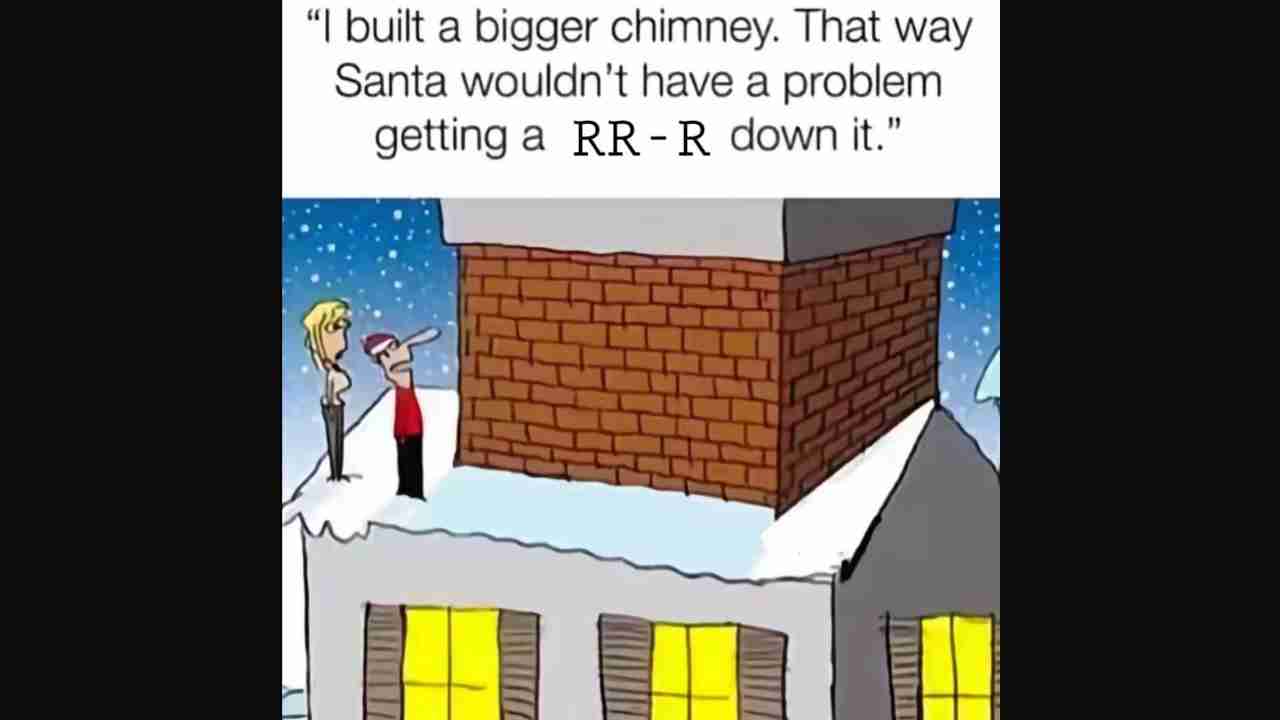 “I built a bigger chimney. That way
Santa wouldn’t have a problem
getting a RR-R down it.”